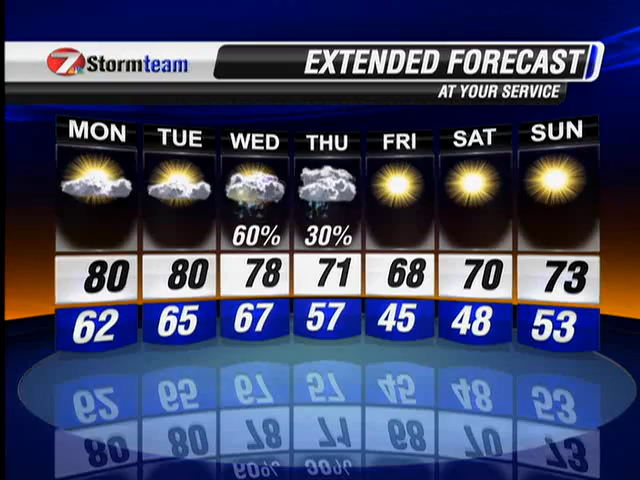 7 Stormteam
EXTENDED FORECAST
AT YOUR SERVICE
MON TUE WED THU FRI SAT SUN
60% 30%
80 80 78 71 68 70 73
62 65 67 57 45 48 53